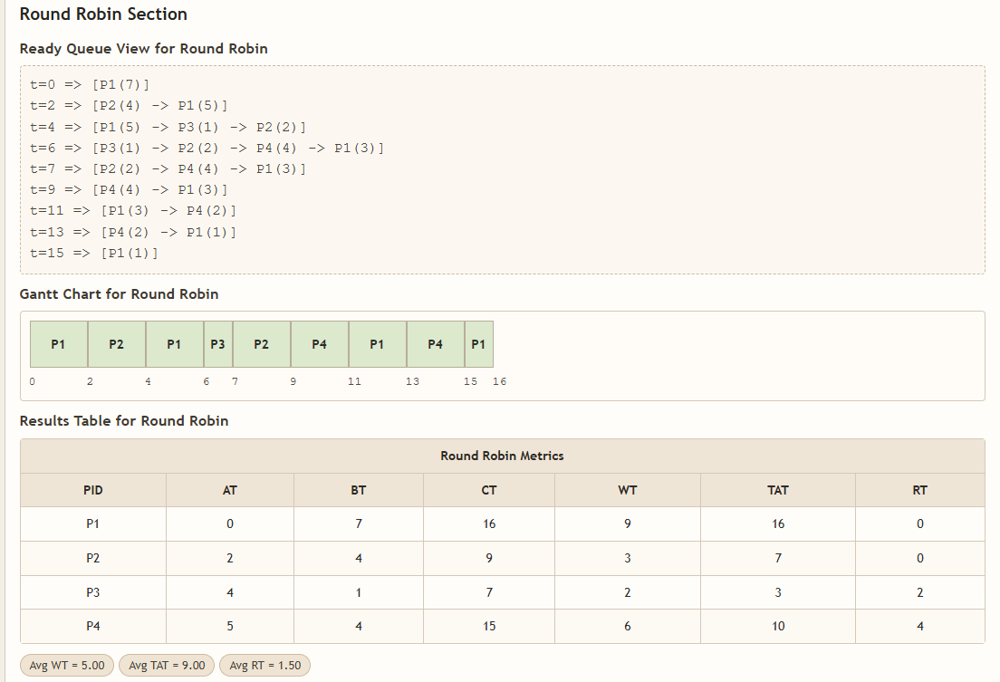 Round Robin Section
Ready Queue View for Round Robin
t=0 => [P1(7)]
t=2 => [P2(4) -> P1(5)]
t=4 => [P1(5) -> P3(1) -> P2(2)]
t=6 => [P3(1) -> P2(2) -> P4(4) -> P1(3)]
t=7 => [P2(2) -> P4(4) -> P1(3)]
t=9 => [P4(4) -> P1(3)]
t=11 => [P1(3) -> P4(2)]
t=13 => [P4(2) -> P1(1)]
t=15 => [P1(1)]
Gantt Chart for Round Robin
P1 P2 P1 P3 P2 P4 P1 P4 P1
0 2 4 6 7 9 11 13 15 16
Results Table for Round Robin
Round Robin Metrics
PID AT BT CT WT TAT RT
P1 0 7 16 9 16 0
P2 2 4 9 3 7 0
P3 4 1 7 2 3 2
P4 5 4 15 6 10 4
Avg WT = 5.00 Avg TAT = 9.00 Avg RT = 1.50